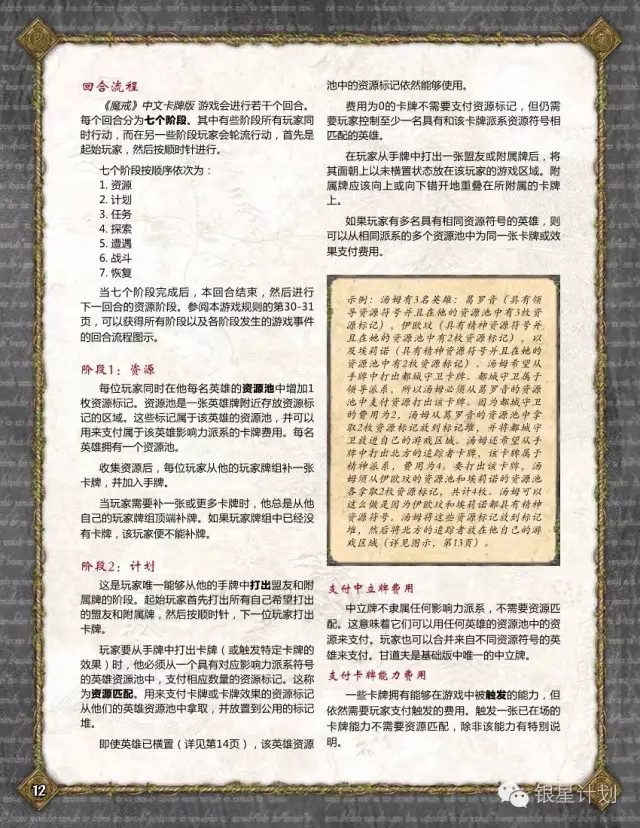 回合流程
《魔戒》中文卡牌版 游戏会进行若干个回合。
每个回合分为七个阶段。其中有些阶段所有玩家同
时行动，而在另一些阶段玩家会轮流行动，首先是
起始玩家，然后按顺时针进行。
七个阶段按顺序依次为：
1. 资源
2. 计划
3. 任务
4. 探索
5. 遭遇
6. 战斗
7. 恢复
当七个阶段完成后，本回合结束，然后进行
下一回合的资源阶段。参阅本游戏规则的第30-31
页，可以获得所有阶段以及各阶段发生的游戏事件
的回合流程图示。
阶段1：资源
每位玩家同时在他每名英雄的资源池中增加1
枚资源标记。资源池是一张英雄牌附近存放资源标
记的区域。这些标记属于该英雄的资源池，并可以
用来支付属于该英雄影响力派系的卡牌费用。每名
英雄拥有一个资源池。
收集资源后，每位玩家从他的玩家牌组补一张
卡牌，并加入手牌。
当玩家需要补一张或更多卡牌时，他总是从他
自己的玩家牌组顶端补牌。如果玩家牌组中已经没
有卡牌，该玩家便不能补牌。
阶段2：计划
这是玩家唯一能够从他的手牌中打出盟友和附
属牌的阶段。起始玩家首先打出所有自己希望打出
的盟友和附属牌，然后按顺时针，下一位玩家打出
卡牌。
玩家要从手牌中打出卡牌（或触发特定卡牌的
效果）时，他必须从一个具有对应影响力派系符号
的英雄资源池中，支付相应数量的资源标记。这称
为资源匹配。用来支付卡牌或卡牌效果的资源标记
从他们的英雄资源池中拿取，并放置到公用的标记
堆。
即使英雄已横置（详见第14页），该英雄资源
池中的资源标记依然能够使用。
费用为0的卡牌不需要支付资源标记，但仍需
要玩家控制至少一名具有和该卡牌派系资源符号相
匹配的英雄。
在玩家从手牌中打出一张盟友或附属牌后，将
其面朝上以未横置状态放在该玩家的游戏区域。附
属牌应该向上或向下错开地重叠在所附属的卡牌
上。
如果玩家有多名具有相同资源符号的英雄，则
可以从相同派系的多个资源池中为同一张卡牌或效
果支付费用。
示例：汤姆有3名英雄：葛罗音（具有领
导资源符号并且在他的资源池中有3枚资
源标记），伊欧玟（具有精神资源符号并
且在她的资源池中有2枚资源标记），以
及埃莉诺（具有精神资源符号并且在她的
资源池中有2枚资源标记）。汤姆希望从
手牌中打出都城守卫卡牌。都城守卫属于
领导派系，所以汤姆必须从葛罗音的资源
池中支付资源打出该卡牌。因为都城守卫
的费用为2，汤姆从葛罗音的资源池中拿
取2枚资源标记放到标记堆，并将都城守
卫放进自己的游戏区域。汤姆还希望从手
牌中打出北方的追踪者卡牌，该卡牌属于
精神派系，费用为4。要打出该卡牌，汤
姆须从伊欧玟的资源池和埃莉诺的资源池
各拿取2枚资源标记，共计4枚。汤姆可以
这么做是因为伊欧玟和埃莉诺都具有精神
资源符号。汤姆将这些资源标记放到标记
堆，然后将北方的追踪者放在他自己的游
戏区域（详见图示，第13页）。
支付中立牌费用
中立牌不隶属任何影响力派系，不需要资源匹
配。这意味着它们可以用任何英雄的资源池中的资
源来支付。玩家也可以合并来自不同资源符号的英
雄来支付。甘道夫是基础版中唯一的中立牌。
支付卡牌能力费用
一些卡牌拥有能够在游戏中被触发的能力，但
依然需要玩家支付触发的费用。触发一张已在场的
卡牌能力不需要资源匹配，除非该能力有特别说
明。
12
银星计划